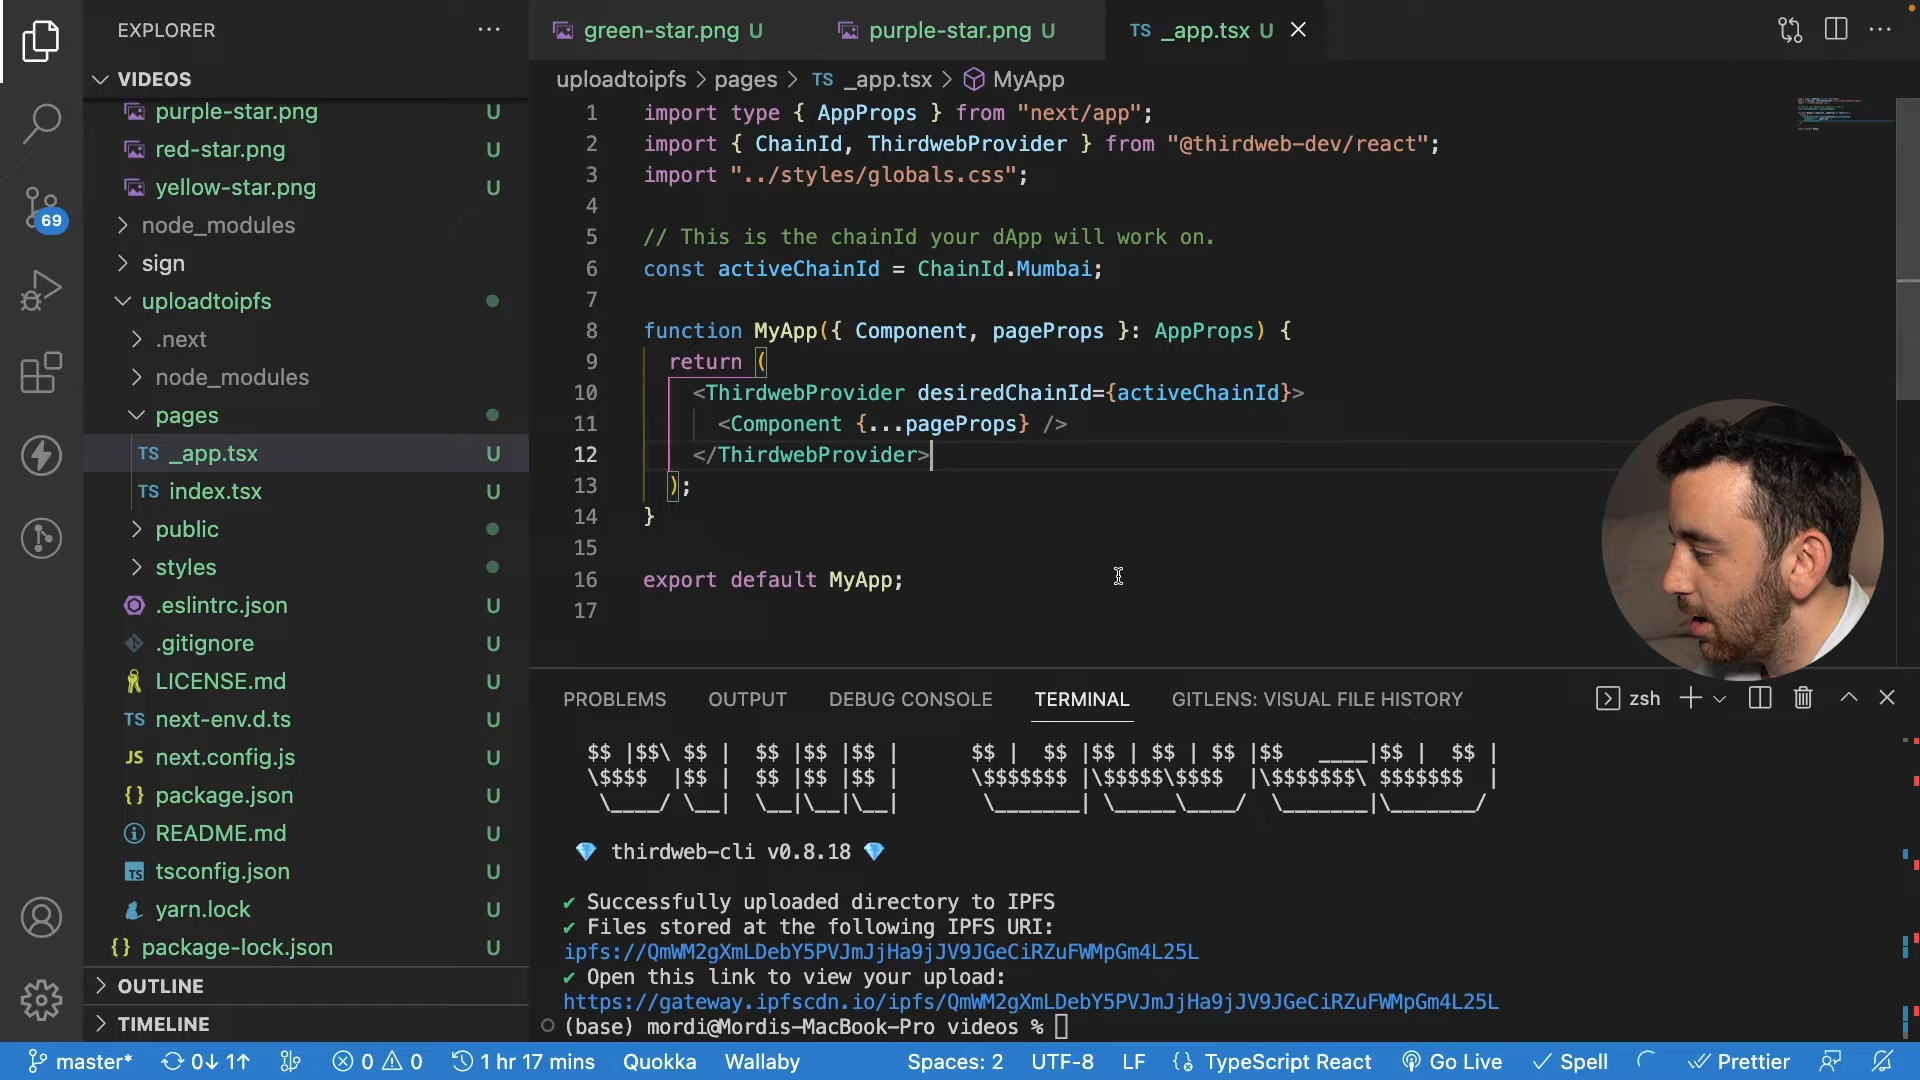 EXPLORER
VIDEOS
purple-star.png U
red-star.png U
yellow-star.png U
node_modules
sign
uploadtoipfs
.next
node_modules
pages
TS _app.tsx U
TS index.tsx U
public
styles
.eslintrc.json U
.gitignore U
LICENSE.md U
TS next-env.d.ts U
JS next.config.js U
{} package.json U
README.md U
TS tsconfig.json U
yarn.lock U
{} package-lock.json U
OUTLINE
TIMELINE
69
green-star.png U
purple-star.png U
TS _app.tsx U
uploadtoipfs > pages > TS _app.tsx > MyApp
1 import type { AppProps } from "next/app";
2 import { ChainId, ThirdwebProvider } from "@thirdweb-dev/react";
3 import "../styles/globals.css";
4
5 // This is the chainId your dApp will work on.
6 const activeChainId = ChainId.Mumbai;
7
8 function MyApp({ Component, pageProps }: AppProps) {
9 return (
10 <ThirdwebProvider desiredChainId={activeChainId}>
11 <Component {...pageProps} />
12 </ThirdwebProvider>
13 );
14 }
15
16 export default MyApp;
17
PROBLEMS OUTPUT DEBUG CONSOLE TERMINAL GITLENS: VISUAL FILE HISTORY zsh
$$ |$$\ $$ | $$ |$$ |$$ | $$ | $$ |$$ | $$ | $$ |$$ ____|$$ | $$ |
\$$$$ |$$ | $$ |$$ |$$ | \$$$$$$$ |\$$$$$\$$$$ |\$$$$$$$\ $$$$$$$ |
\____/ \__| \__|\__|\__| \_______| \_____\____/ \_______|\_______/
💎 thirdweb-cli v0.8.18 💎
✔ Successfully uploaded directory to IPFS
✔ Files stored at the following IPFS URI:
ipfs://QmWM2gXmLDebY5PVJmJjHa9jJV9JGeCiRZuFWMpGm4L25L
✔ Open this link to view your upload:
https://gateway.ipfscdn.io/ipfs/QmWM2gXmLDebY5PVJmJjHa9jJV9JGeCiRZuFWMpGm4L25L
(base) mordi@Mordis-MacBook-Pro videos %
master* 0↓ 1↑ 0 0 1 hr 17 mins Quokka Wallaby Spaces: 2 UTF-8 LF {} TypeScript React Go Live Spell Prettier